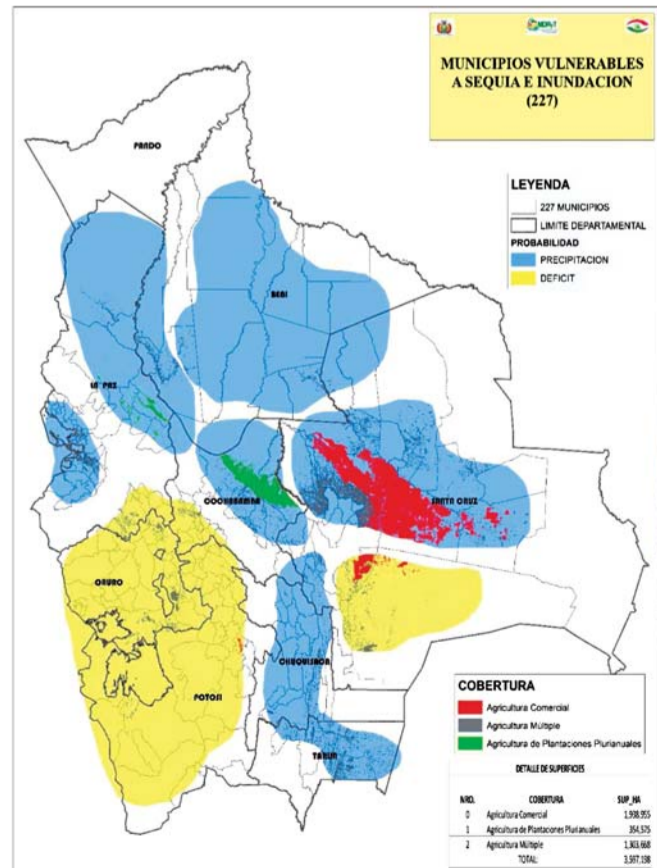 MUNICIPIOS VULNERABLES
A SEQUIA E INUNDACION
(227)
PANDO
LEYENDA
227 MUNICIPIOS
LIMITE DEPARTAMENTAL
PROBABILIDAD
PRECIPITACION
DEFICIT
BENI
LA PAZ
COCHABAMBA
SANTA CRUZ
ORURO
CHUQUISACA
POTOSI
TARIJA
COBERTURA
Agricultura Comercial
Agricultura Múltiple
Agricultura de Plantaciones Plurianuales
DETALLE DE SUPERFICIES
NRO. COBERTURA SUP_HA
0 Agricultura Comercial 1,938,955
1 Agricultura de Plantaciones Plurianuales 354,575
2 Agricultura Múltiple 1,303,668
TOTAL 3,597,198